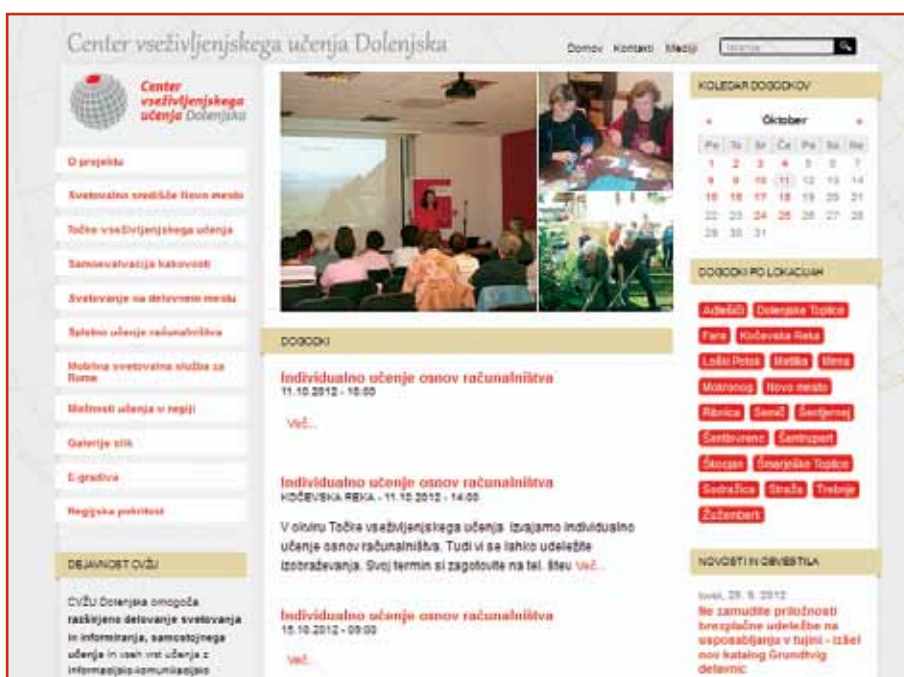 Center vseživljenjskega učenja Dolenjska
Domov Kontakti Mediji
Iskanje
Center
vseživljenjskega
učenja Dolenjska
O projektu
Svetovalno središče Novo mesto
Točke vseživljenjskega učenja
Samoevalvacija kakovosti
Svetovanje na delovnem mestu
Spletno učenje računalništva
Mobilna svetovalna služba za
Rome
Možnosti učenja v regiji
Galerije slik
E-gradiva
Regijska pokritost
DEJAVNOST CVŽU
CVŽU Dolenjska omogoča
razširjeno delovanje svetovanja
in informiranja, samostojnega
učenja in vseh vrst učenja z
informacijsko-komunikacijsko
DOGODKI
Individualno učenje osnov računalništva
11.10.2012 - 10:00
Več...
Individualno učenje osnov računalništva
KOČEVSKA REKA - 11.10.2012 - 14:00
V okviru Točke vseživljenjskega učenja izvajamo individualno
učenje osnov računalništva. Tudi vi se lahko udeležite
izobraževanja. Svoj termin si zagotovite na tel. štev Več...
Individualno učenje osnov računalništva
15.10.2012 - 09:00
Več...
KOLEDAR DOGODKOV
« Oktober »
Po To Sr Če Pe So Ne
1 2 3 4 5 6 7
8 9 10 11 12 13 14
15 16 17 18 19 20 21
22 23 24 25 26 27 28
29 30 31
DOGODKI PO LOKACIJAH
Adlešiči Dolenjske Toplice
Fara Kočevska Reka
Loški Potok Metlika Mirna
Mokronog Novo mesto
Ribnica Semič Šentjernej
Šentlovrenc Šentrupert
Škocjan Šmarješke Toplice
Sodražica Straža Trebnje
Žužemberk
NOVOSTI IN OBVESTILA
9. 2012
Ne zamudite priložnosti
brezplačne udeležbe na
usposabljanju v tujini - izšel
nov katalog Grundtvig
delavnic